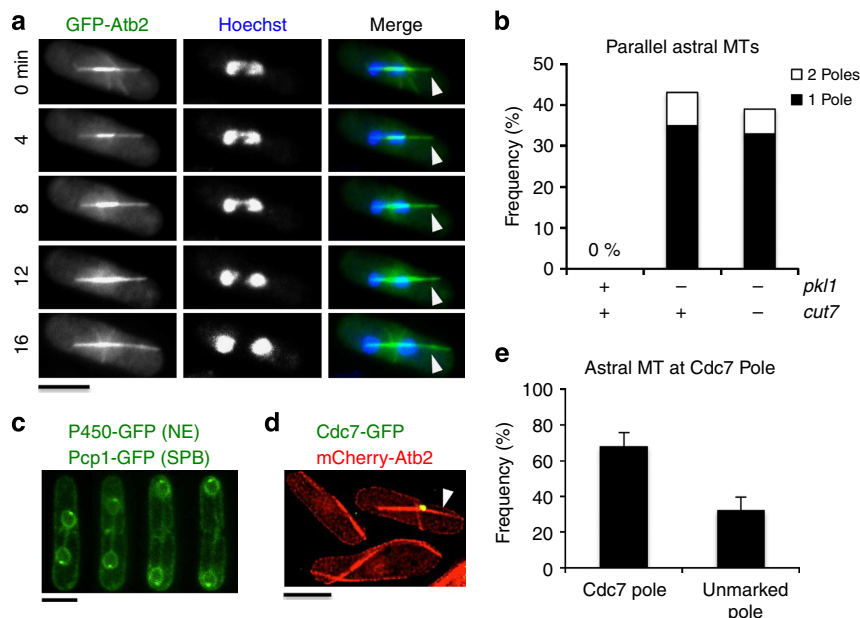 a
GFP-Atb2
Hoechst
Merge
0 min
4
8
12
16
b
Parallel astral MTs
2 Poles
1 Pole
Frequency (%)
50
40
30
20
10
0
0 %
+ – – pkl1
+ + – cut7
c
P450-GFP (NE)
Pcp1-GFP (SPB)
d
Cdc7-GFP
mCherry-Atb2
e
Astral MT at Cdc7 Pole
Frequency (%)
100
80
60
40
20
0
Cdc7 pole
Unmarked
pole